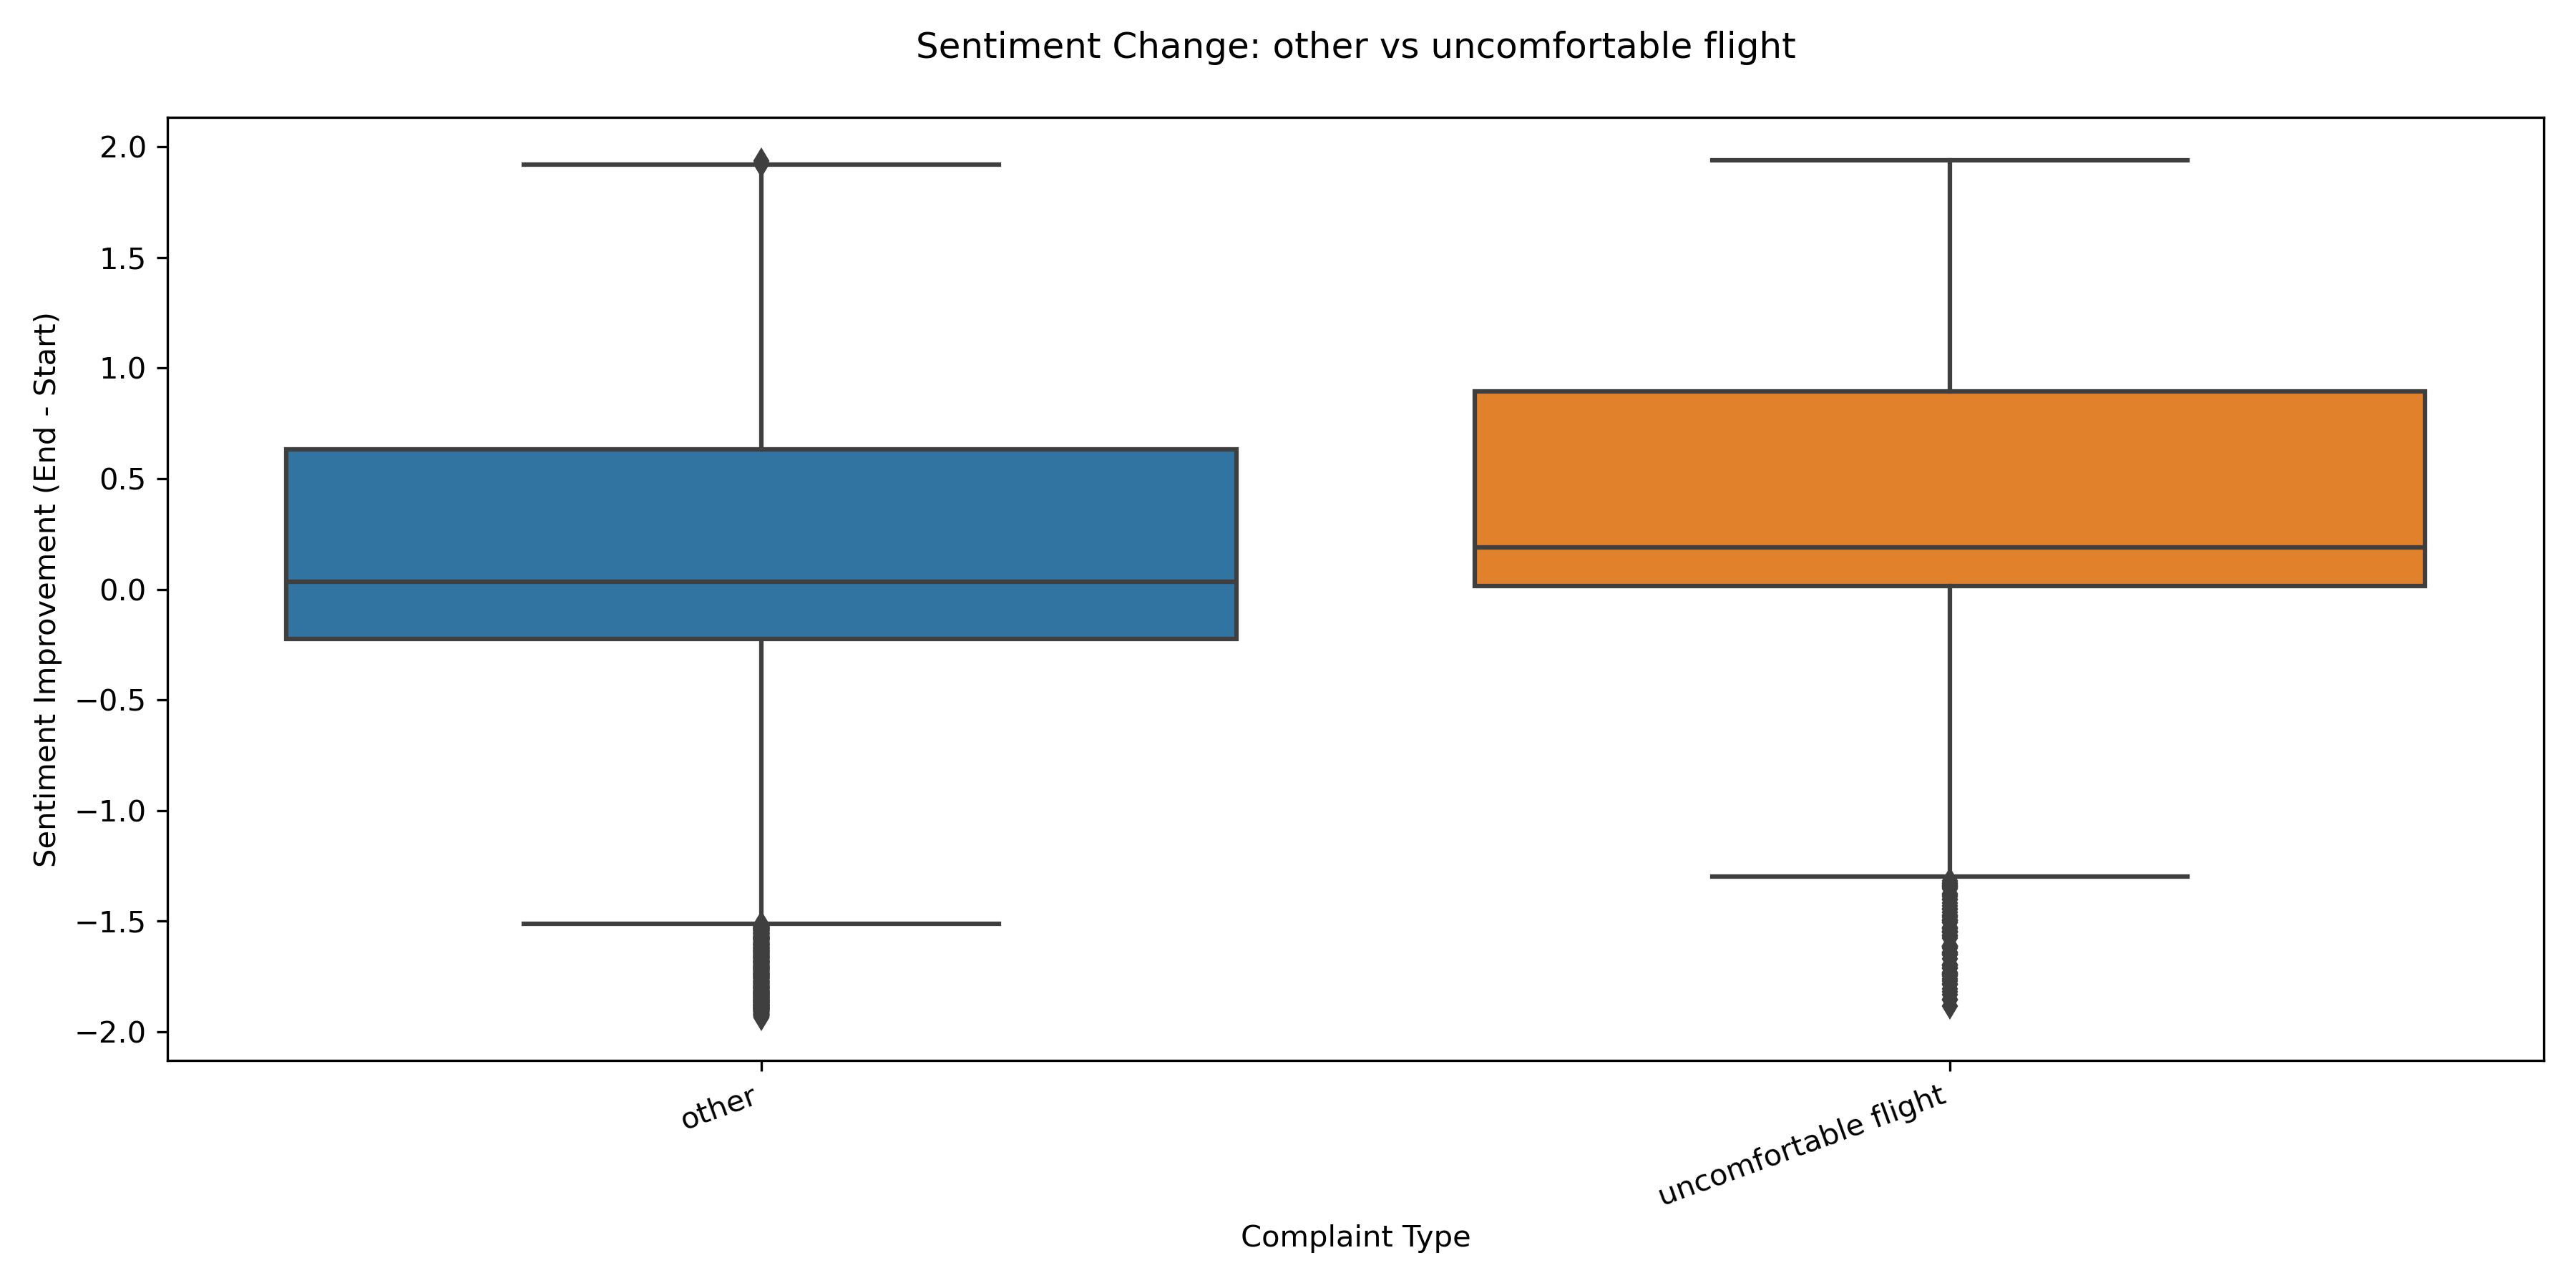 Sentiment Change: other vs uncomfortable flight
Sentiment Improvement (End - Start)
2.0
1.5
1.0
0.5
0.0
−0.5
−1.0
−1.5
−2.0
other
uncomfortable flight
Complaint Type